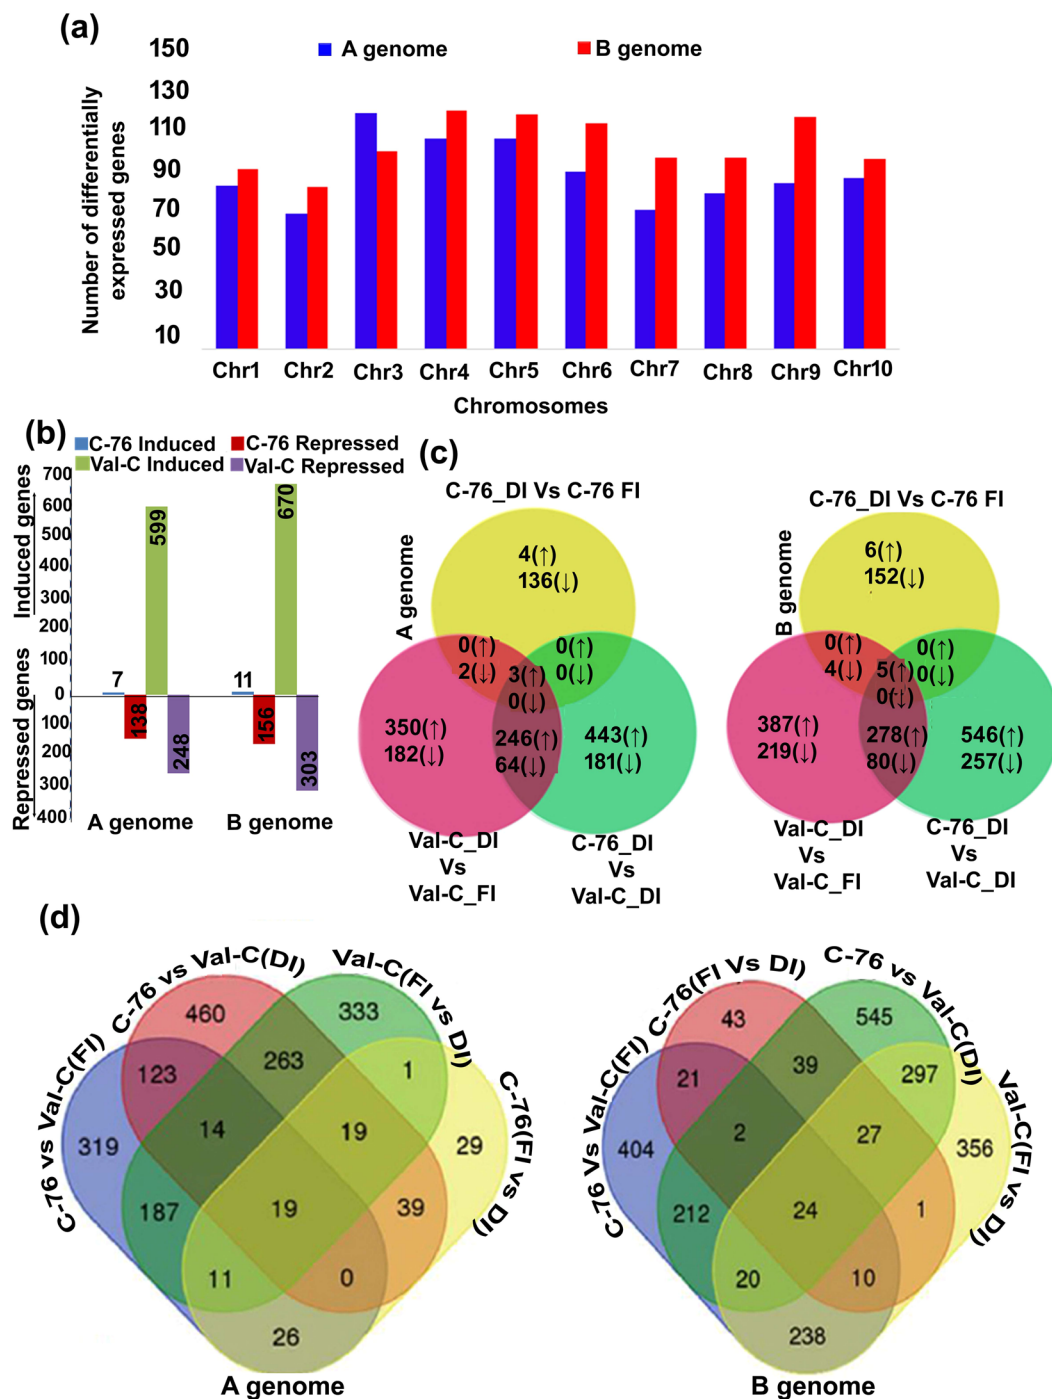 (a)
150
130
110
90
70
50
30
10
Number of differentially
expressed genes
A genome
B genome
Chr1 Chr2 Chr3 Chr4 Chr5 Chr6 Chr7 Chr8 Chr9 Chr10
Chromosomes
(b)
C-76 Induced
C-76 Repressed
Val-C Induced
Val-C Repressed
Induced genes
Repressed genes
700
600
500
400
300
200
100
0
100
200
300
400
7
138
599
248
11
156
670
303
A genome
B genome
(c)
C-76_DI Vs C-76 FI
A genome
4(↑)
136(↓)
0(↑)
2(↓)
0(↑)
0(↓)
3(↑)
0(↓)
350(↑)
182(↓)
246(↑)
64(↓)
443(↑)
181(↓)
Val-C_DI
Vs
Val-C_FI
C-76_DI
Vs
Val-C_DI
C-76_DI Vs C-76 FI
B genome
6(↑)
152(↓)
0(↑)
4(↓)
0(↑)
0(↓)
5(↑)
0(↓)
387(↑)
219(↓)
278(↑)
80(↓)
546(↑)
257(↓)
Val-C_DI
Vs
Val-C_FI
C-76_DI
Vs
Val-C_DI
(d)
C-76 vs Val-C(FI)
C-76 vs Val-C(DI)
Val-C(FI vs DI)
C-76(FI vs DI)
460
333
123
263
1
319
14
19
29
187
19
39
11
0
26
A genome
C-76 Vs Val-C(FI)
C-76(FI Vs DI)
C-76 vs Val-C(DI)
Val-C(FI vs DI)
43
545
21
39
297
404
2
27
356
212
24
1
20
10
238
B genome